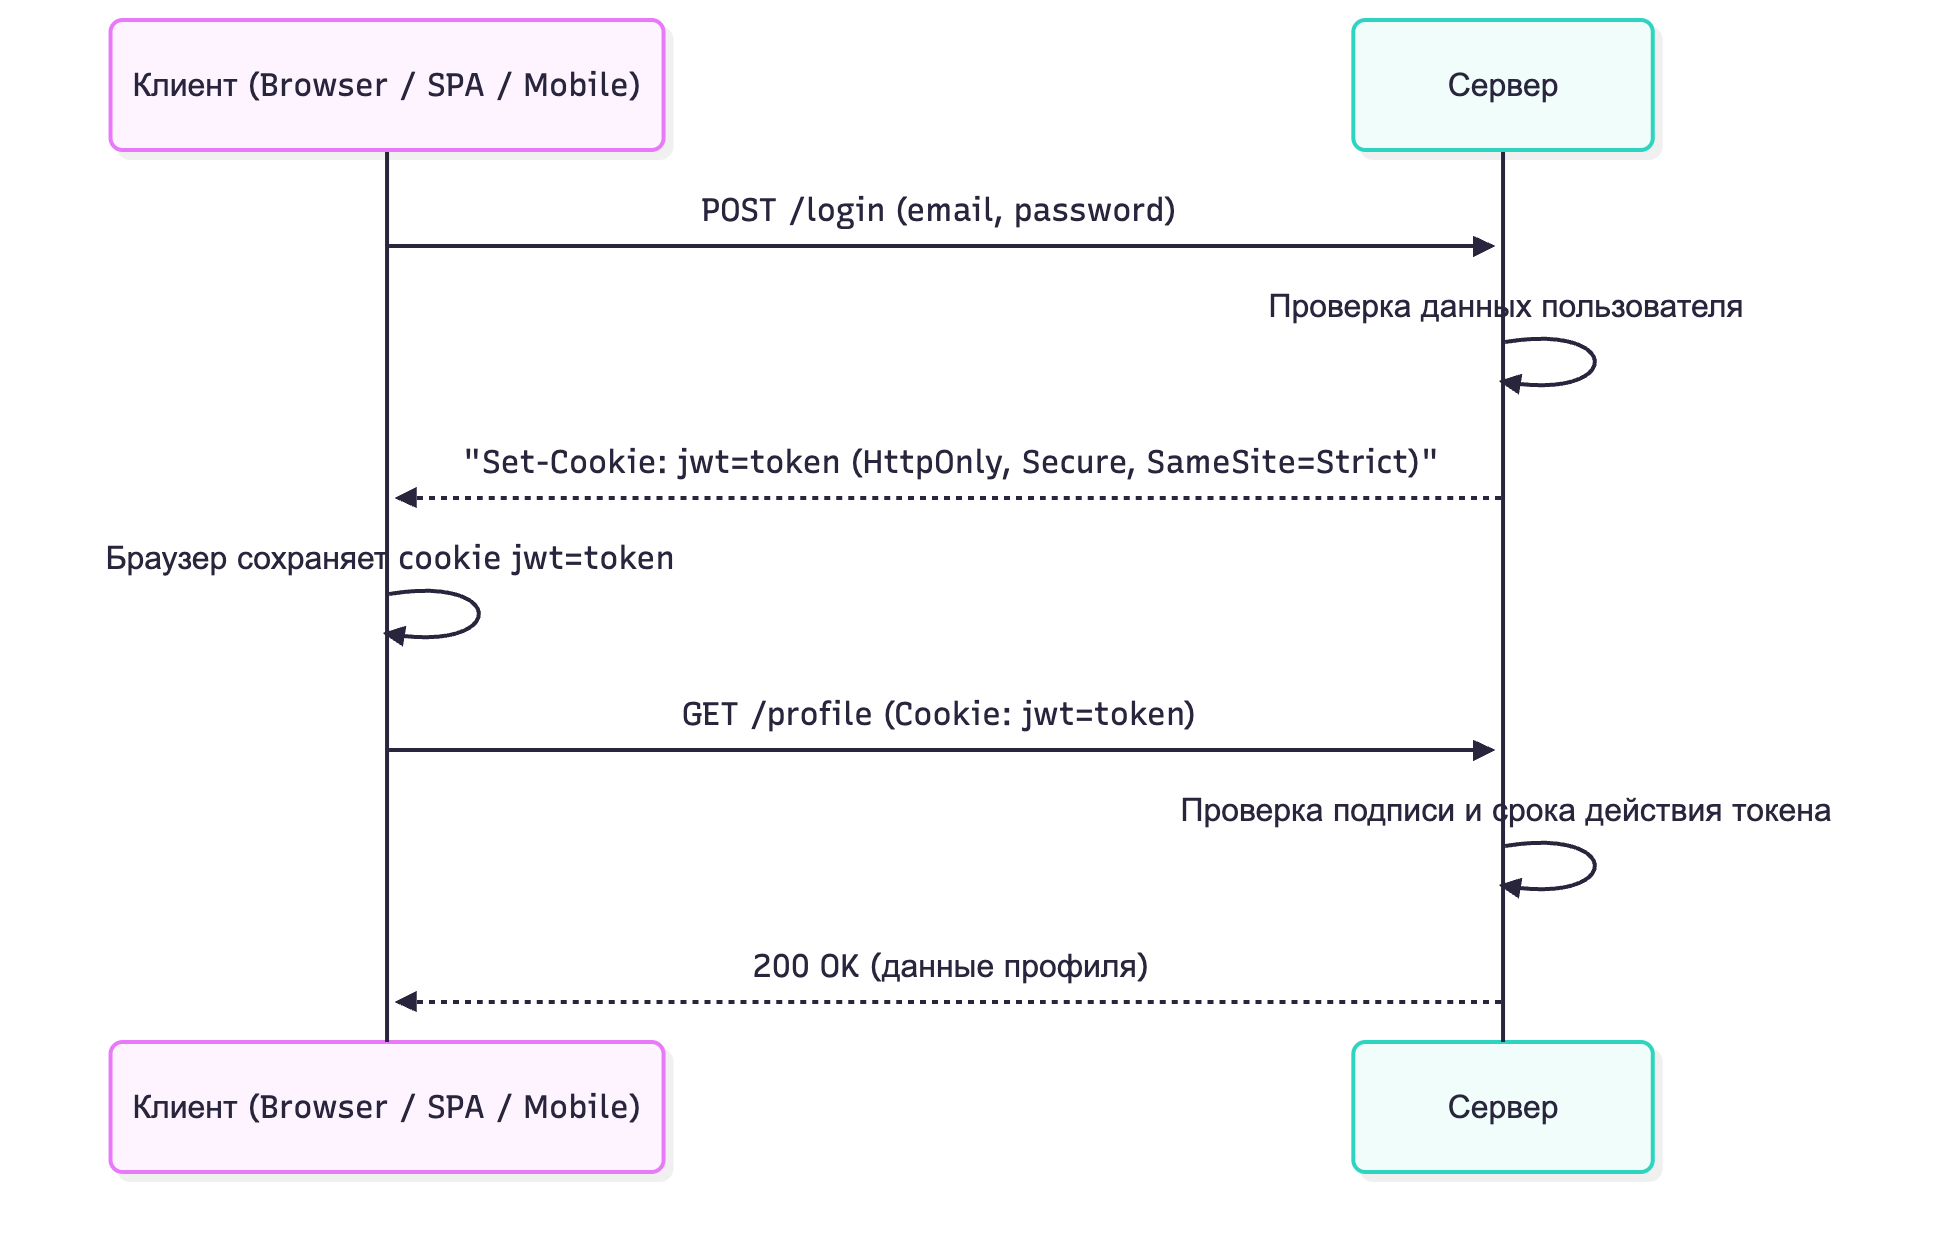 Клиент (Browser / SPA / Mobile)
Сервер
POST /login (email, password)
Проверка данных пользователя
"Set-Cookie: jwt=token (HttpOnly, Secure, SameSite=Strict)"
Браузер сохраняет cookie jwt=token
GET /profile (Cookie: jwt=token)
Проверка подписи и срока действия токена
200 OK (данные профиля)
Клиент (Browser / SPA / Mobile)
Сервер